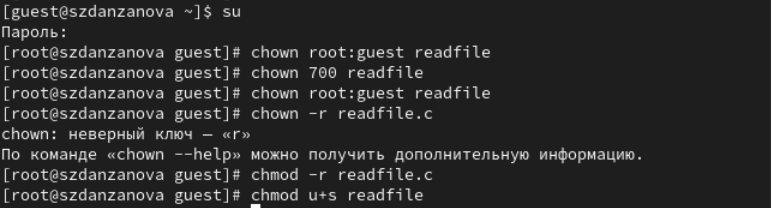 [guest@szdanzanova ~]$ su
Пароль:
[root@szdanzanova guest]# chown root:guest readfile
[root@szdanzanova guest]# chown 700 readfile
[root@szdanzanova guest]# chown root:guest readfile
[root@szdanzanova guest]# chown -r readfile.c
chown: неверный ключ — «r»
По команде «chown --help» можно получить дополнительную информацию.
[root@szdanzanova guest]# chmod -r readfile.c
[root@szdanzanova guest]# chmod u+s readfile